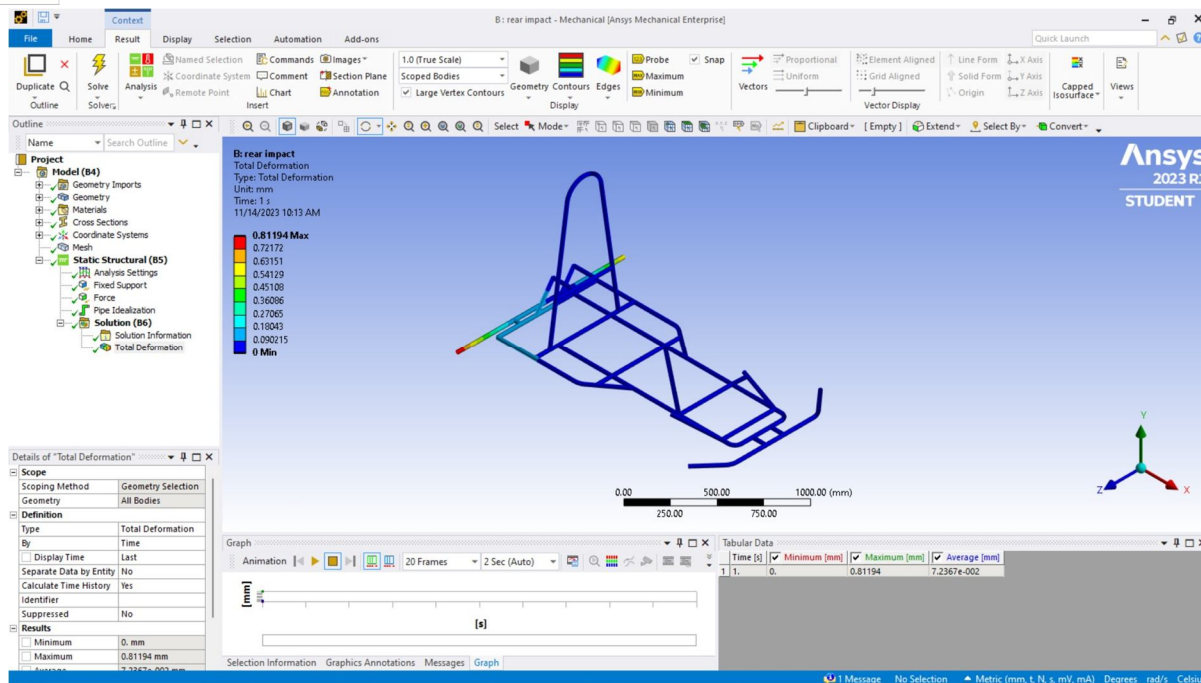 Context
B : rear impact - Mechanical [Ansys Mechanical Enterprise]
File Home Result Display Selection Automation Add-ons
Quick Launch
Duplicate
Outline
Solve
Solver
Analysis
Named Selection
Coordinate System
Remote Point
Commands
Comment
Chart
Images
Section Plane
Annotation
Insert
1.0 (True Scale)
Scoped Bodies
Large Vertex Contours
Geometry
Contours
Edges
Display
Probe
Maximum
Minimum
Snap
Vectors
Proportional
Uniform
Element Aligned
Grid Aligned
Line Form
Solid Form
Origin
X Axis
Y Axis
Z Axis
Vector Display
Capped
Isosurface
Views
Outline
Name
Search Outline
Select Mode
Clipboard [ Empty ] Extend Select By Convert
Project
Model (B4)
Geometry Imports
Geometry
Materials
Cross Sections
Coordinate Systems
Mesh
Static Structural (B5)
Analysis Settings
Fixed Support
Force
Pipe Idealization
Solution (B6)
Solution Information
Total Deformation
B: rear impact
Total Deformation
Type: Total Deformation
Unit: mm
Time: 1 s
11/14/2023 10:13 AM
0.81194 Max
0.72172
0.63151
0.54129
0.45108
0.36086
0.27065
0.18043
0.090215
0 Min
Ansys
2023 R
STUDENT
Y
Z
X
0.00 500.00 1000.00 (mm)
250.00 750.00
Details of "Total Deformation"
Scope
Scoping Method Geometry Selection
Geometry All Bodies
Definition
Type Total Deformation
By Time
Display Time Last
Separate Data by Entity No
Calculate Time History Yes
Identifier
Suppressed No
Results
Minimum 0. mm
Maximum 0.81194 mm
Graph
Animation 20 Frames 2 Sec (Auto)
[mm]
[s]
Selection Information Graphics Annotations Messages Graph
Tabular Data
Time [s] Minimum [mm] Maximum [mm] Average [mm]
1 1. 0. 0.81194 7.2367e-002
1 Message No Selection Metric (mm, t, N, s, mV, mA) Degrees rad/s